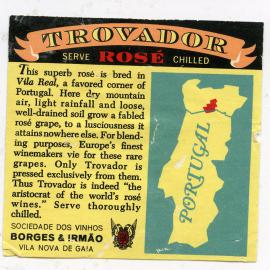 TROVADOR
SERVE ROSÉ CHILLED
This superb rosé is bred in
Vila Real, a favored corner of
Portugal. Here dry mountain
air, light rainfall and loose,
well-drained soil grow a fabled
rosé grape, to a lusciousness it
attains nowhere else. For blend-
ing purposes, Europe's finest
winemakers vie for these rare
grapes. Only Trovador is
pressed exclusively from them.
Thus Trovador is indeed "the
aristocrat of the world's rosé
wines." Serve thoroughly
chilled.
SOCIEDADE DOS VINHOS
BORGES & IRMÃO
VILA NOVA DE GAIA
PORTUGAL